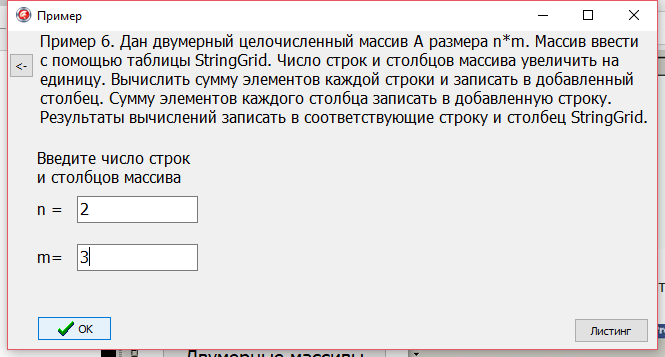 Пример
Пример 6. Дан двумерный целочисленный массив А размера n*m. Массив ввести
с помощью таблицы StringGrid. Число строк и столбцов массива увеличить на
<-
единицу. Вычислить сумму элементов каждой строки и записать в добавленный
столбец. Сумму элементов каждого столбца записать в добавленную строку.
Результаты вычислений записать в соответствующие строку и столбец StringGrid.
Введите число строк
и столбцов массива
n = 2
m= 3
OK
Листинг
Двумерные массивы